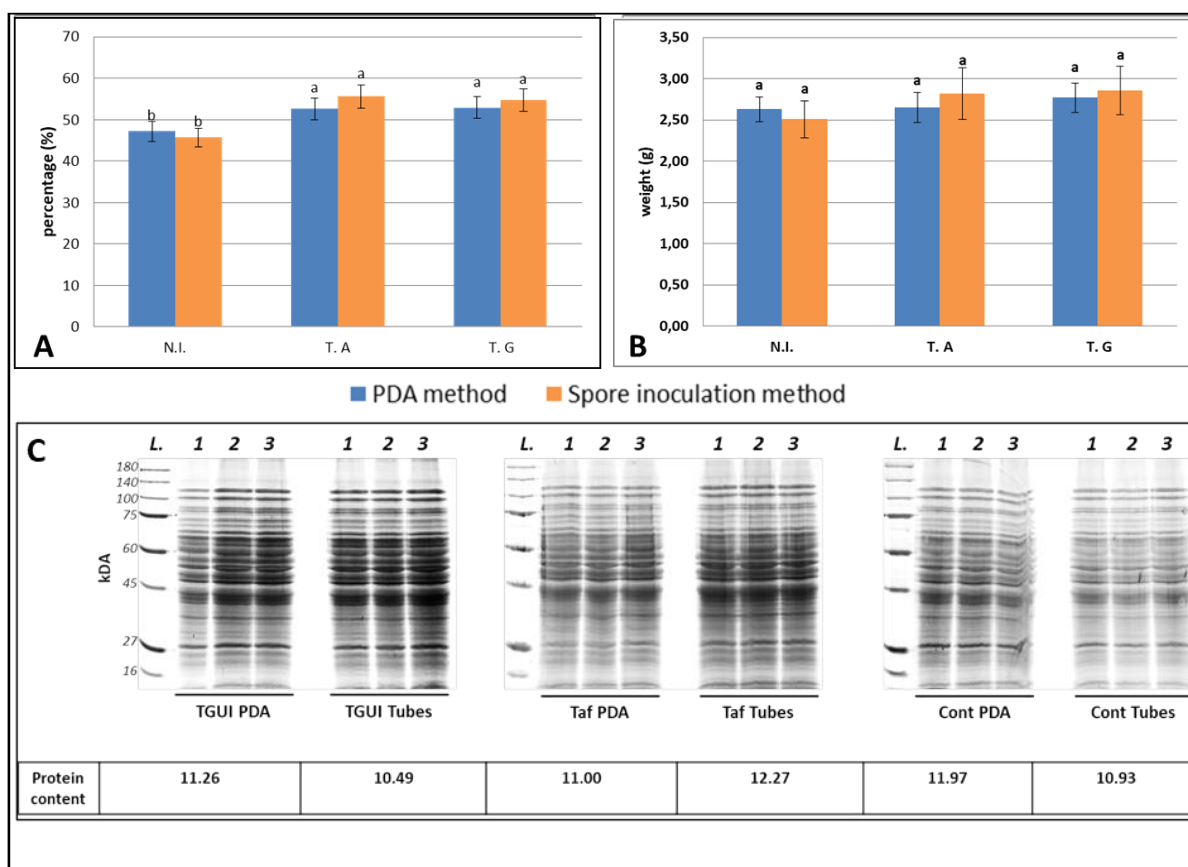 70
60
50
40
30
20
10
0
percentage (%)
b b a a a a
N.I. T. A T. G
A
3,50
3,00
2,50
2,00
1,50
1,00
0,50
0,00
weight (g)
a a a a a a
N.I. T. A T. G
B
PDA method Spore inoculation method
C
L. 1 2 3 1 2 3 L. 1 2 3 1 2 3 L. 1 2 3 1 2 3
180
140
100
75
60
45
27
16
kDA
TGUI PDA TGUI Tubes Taf PDA Taf Tubes Cont PDA Cont Tubes
Protein content 11.26 10.49 11.00 12.27 11.97 10.93